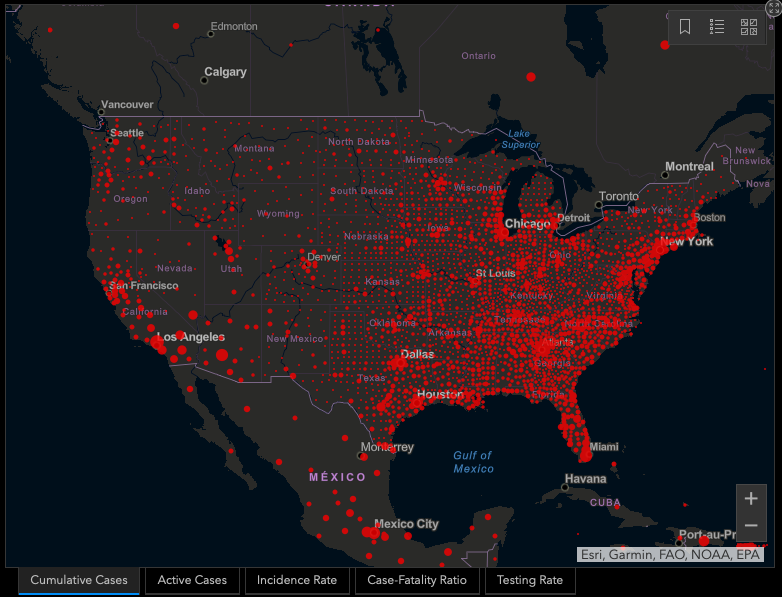 Edmonton
Calgary
Ontario
Vancouver
Seattle
Lake
Superior
North Dakota
Montana
Minnesota
New
Brunswick
Montreal
Nova
Oregon
Idaho
South Dakota
Wisconsin
Toronto
Wyoming
New York
Boston
Chicago
Detroit
Iowa
Nebraska
New York
Nevada
Utah
Denver
Ohio
St Louis
San Francisco
Kansas
Kentucky
Virginia
California
Oklahoma
Tennessee
North Carolina
Los Angeles
New Mexico
Arkansas
Atlanta
Dallas
Georgia
Texas
Houston
Florida
Monterrey
Miami
Gulf of
Mexico
MÉXICO
Havana
CUBA
Mexico City
Port-au-Pr
+
−
Esri, Garmin, FAO, NOAA, EPA
Cumulative Cases
Active Cases
Incidence Rate
Case-Fatality Ratio
Testing Rate